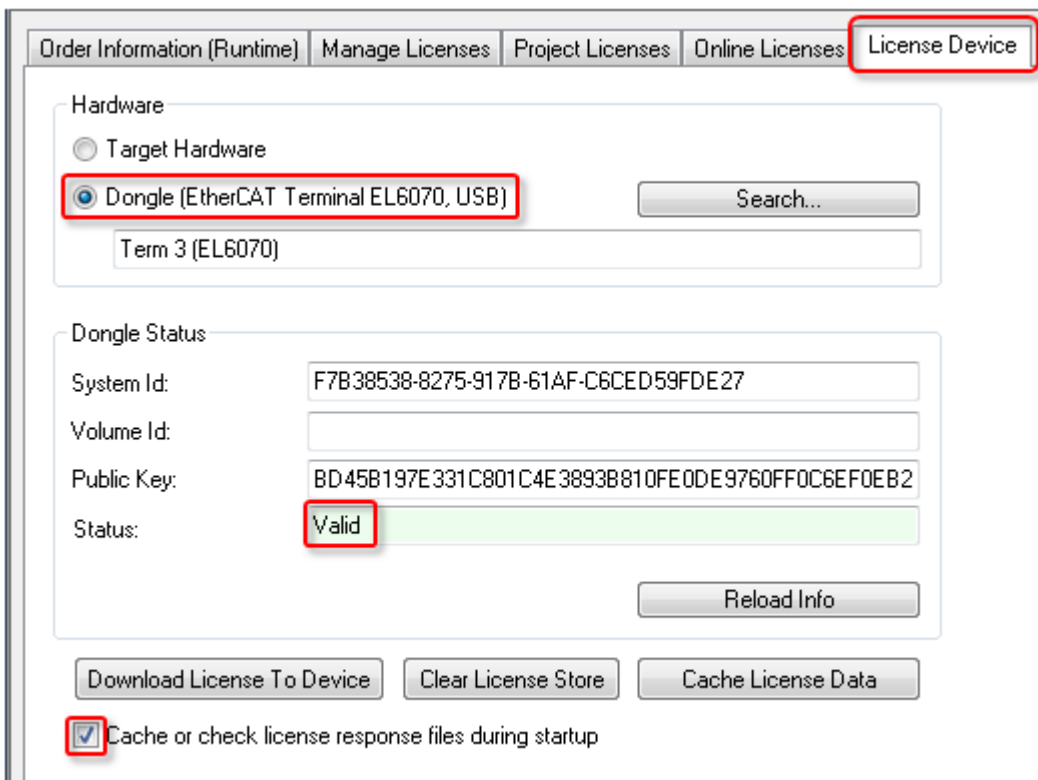 Order Information (Runtime) Manage Licenses Project Licenses Online Licenses License Device
Hardware
Target Hardware
Dongle (EtherCAT Terminal EL6070, USB) Search...
Term 3 (EL6070)
Dongle Status
System Id: F7B38538-8275-917B-61AF-C6CED59FDE27
Volume Id:
Public Key: BD45B197E331C801C4E3893B810FE0DE9760FF0C6EF0EB2
Status: Valid
Reload Info
Download License To Device Clear License Store Cache License Data
Cache or check license response files during startup